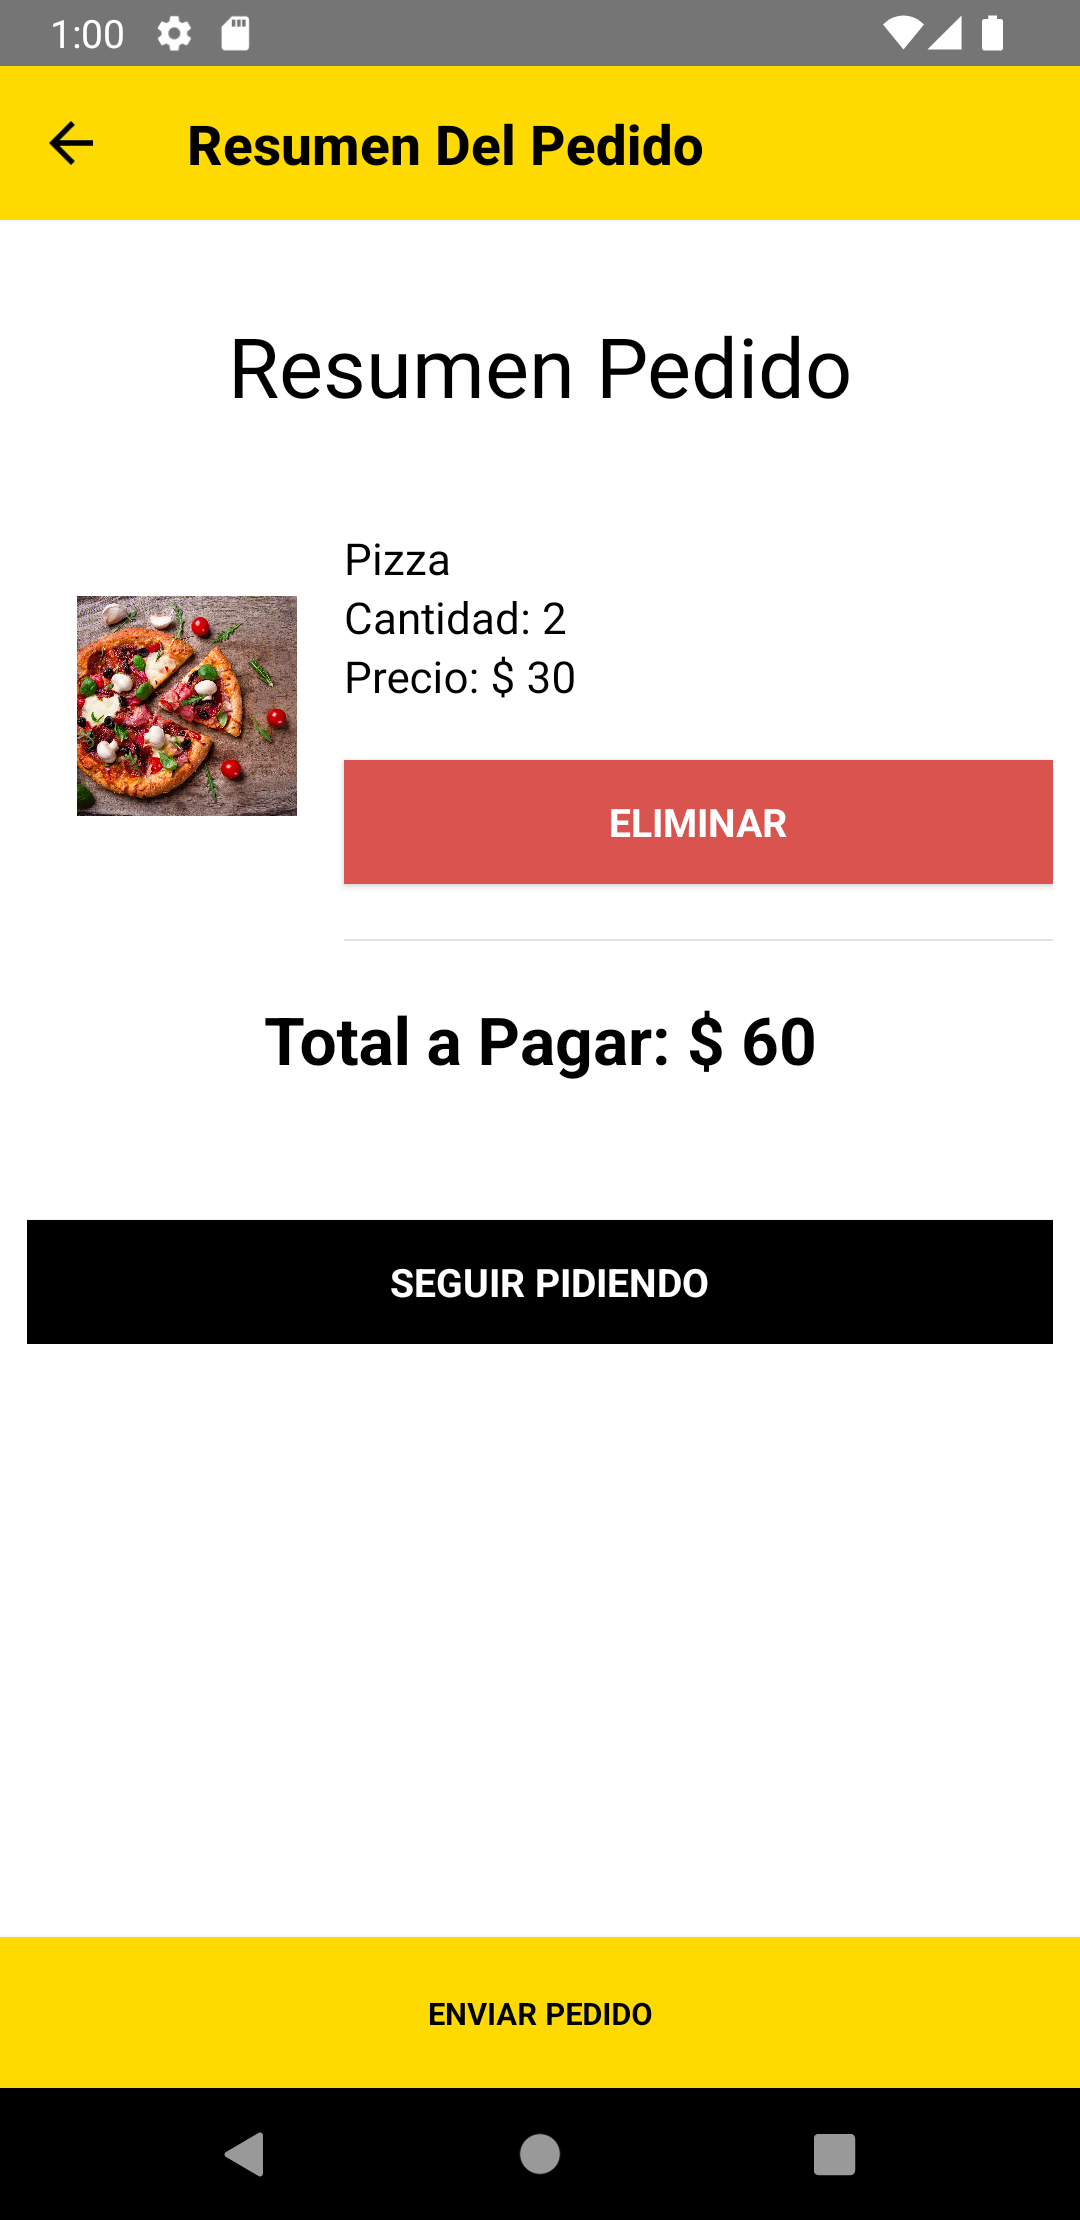 1:00
Resumen Del Pedido
Resumen Pedido
Pizza
Cantidad: 2
Precio: $ 30
ELIMINAR
Total a Pagar: $ 60
SEGUIR PIDIENDO
ENVIAR PEDIDO